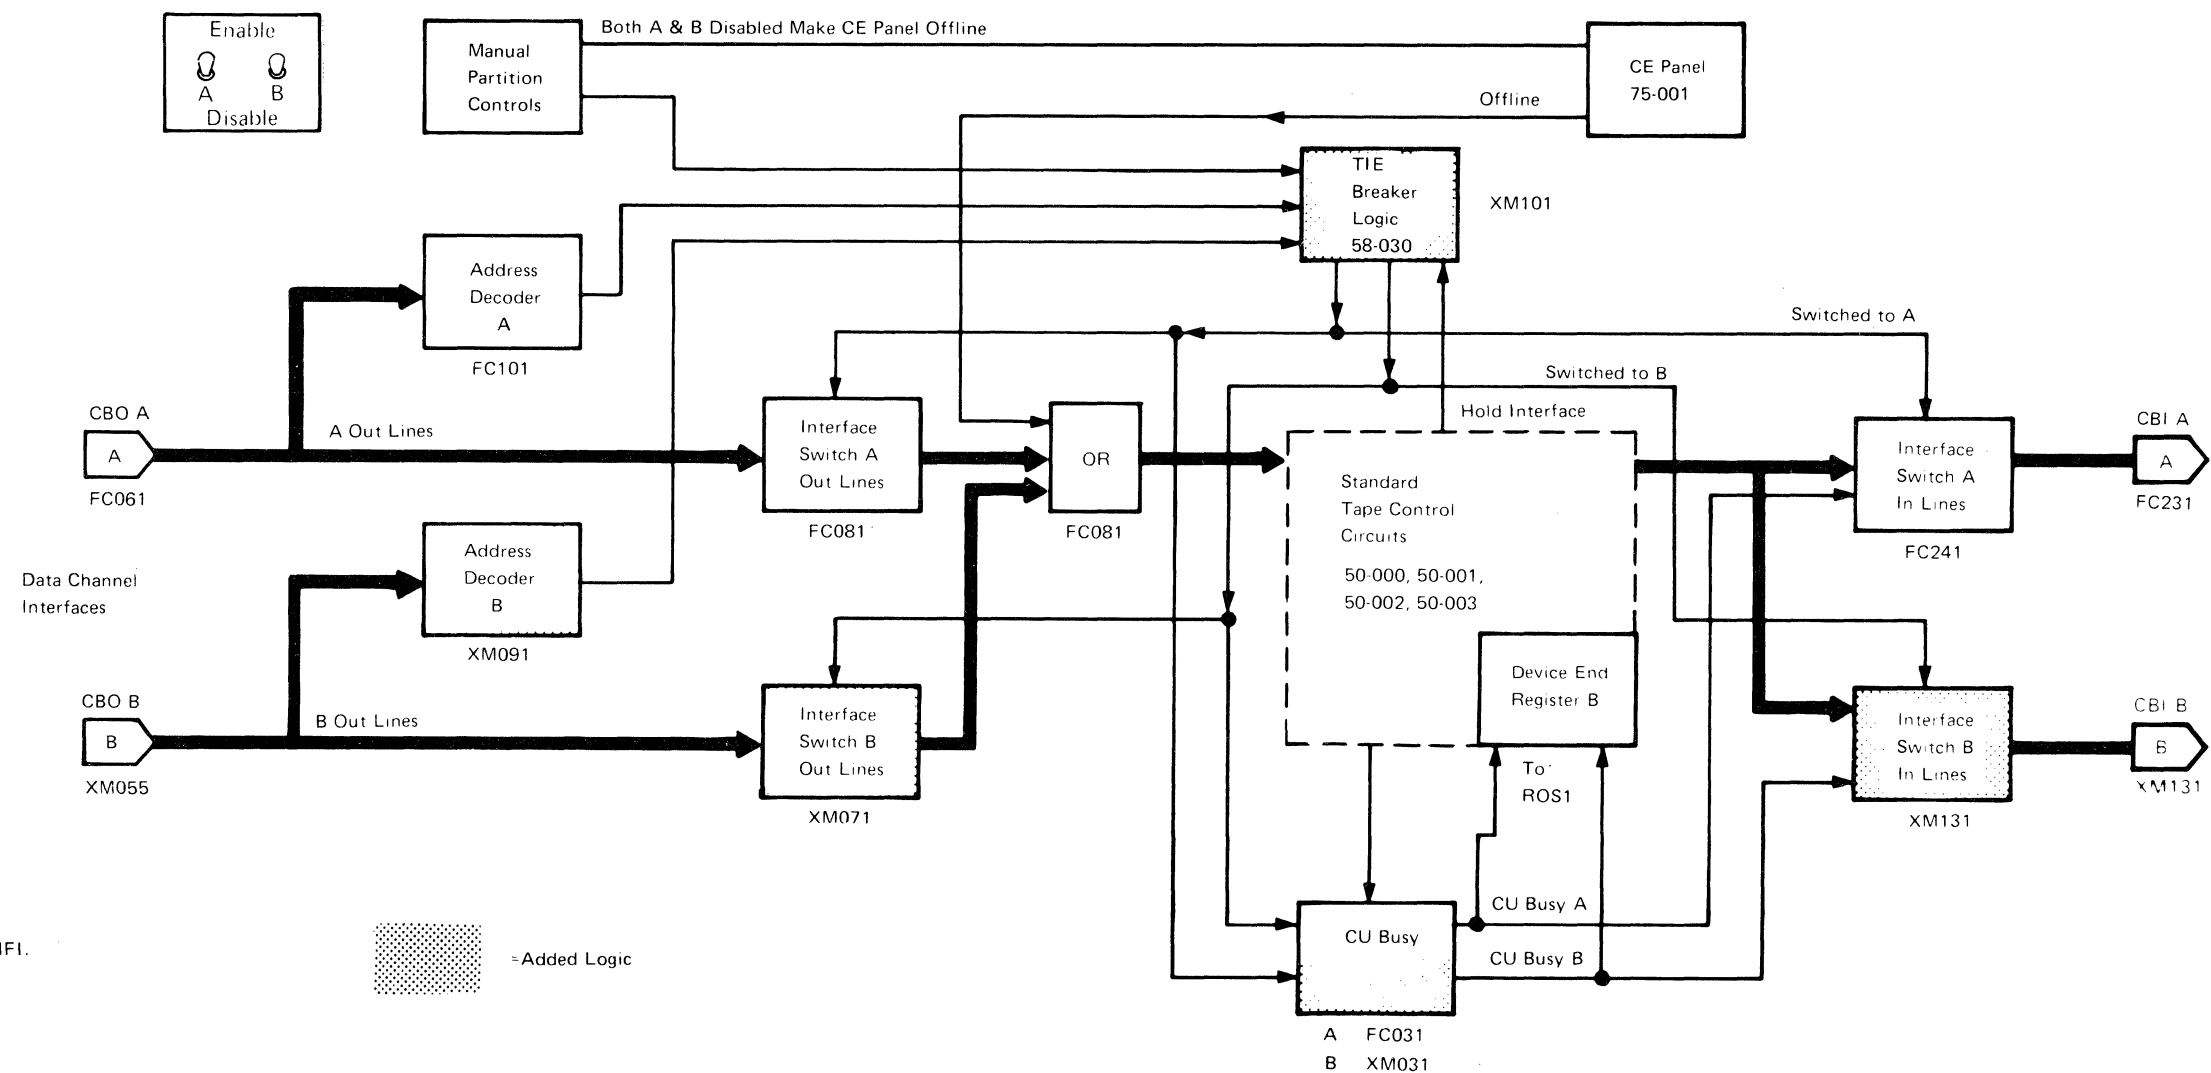 Enable
A B
Disable
Manual
Partition
Controls
Both A & B Disabled Make CE Panel Offline
CE Panel
75-001
Offline
TIE
Breaker
Logic
58-030
XM101
Address
Decoder
A
FC101
Switched to A
Switched to B
Hold Interface
CBO A
A
FC061
A Out Lines
Interface
Switch A
Out Lines
FC081
OR
FC081
Standard
Tape Control
Circuits
50-000, 50-001,
50-002, 50-003
Interface
Switch A
In Lines
FC241
CBI A
A
FC231
Data Channel
Interfaces
Address
Decoder
B
XM091
CBO B
B
XM055
B Out Lines
Interface
Switch B
Out Lines
XM071
Device End
Register B
To
ROS1
Interface
Switch B
In Lines
XM131
CBI B
B
XM131
CU Busy
CU Busy A
CU Busy B
A FC031
B XM031
IFI.
=Added Logic